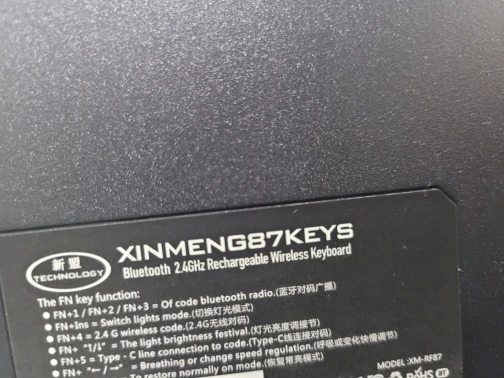 新盟
TECHNOLOGY
XINMENG87KEYS
Bluetooth 2.4GHz Rechargeable Wireless Keyboard
The FN key function:
• FN+1 / FN+2 / FN+3 = Of code bluetooth radio.(蓝牙对码广播)
• FN+Ins = Switch lights mode.(切换灯光模式)
• FN+4 = 2.4 G wireless code.(2.4G无线对码)
• FN+ "↑/↓" = The light brightness festival.(灯光亮度调接节)
FN+5 = Type-C line connection to code.(Type-C线连接对码)
FN+ "←/→" = Breathing or change speed regulation.(呼吸或变化快慢调节)
To restore normally on mode.(恢复常亮模式)
MODEL:XM-RF87
RoHS